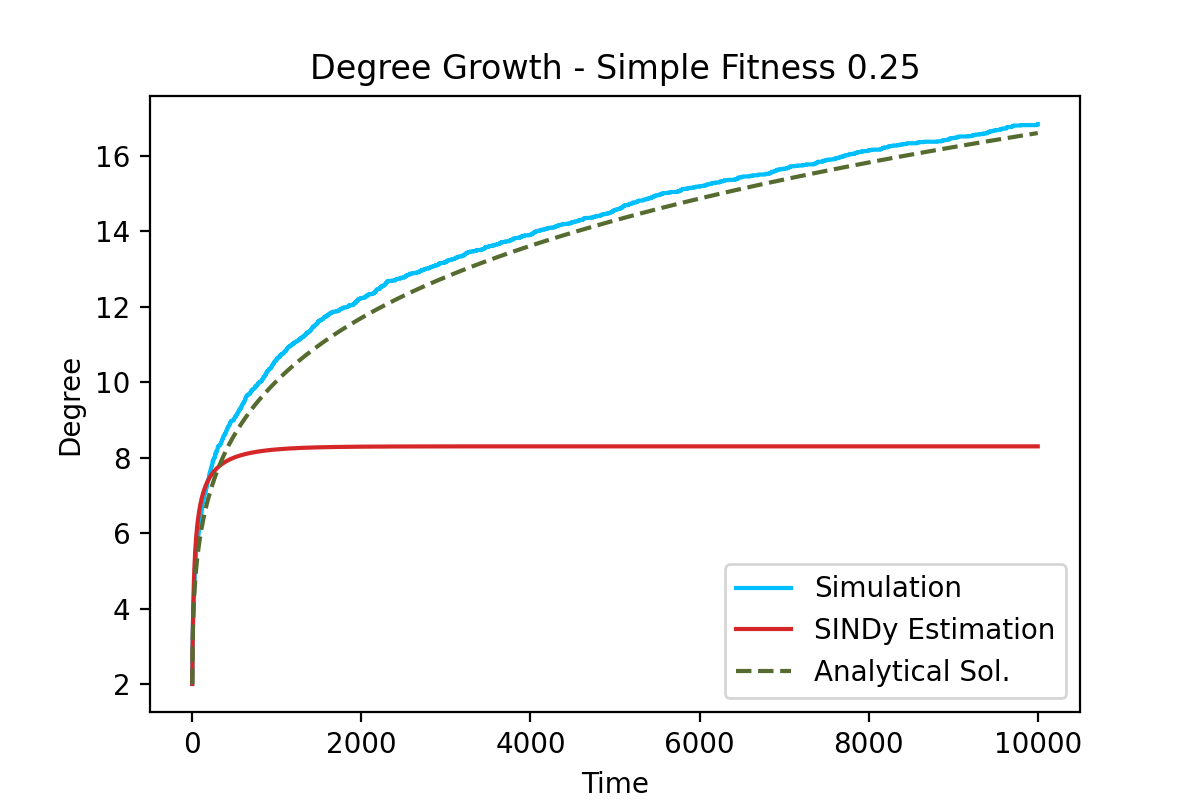 Degree Growth - Simple Fitness 0.25
16
14
12
10
8
6
4
2
Degree
Simulation
SINDy Estimation
Analytical Sol.
0 2000 4000 6000 8000 10000
Time